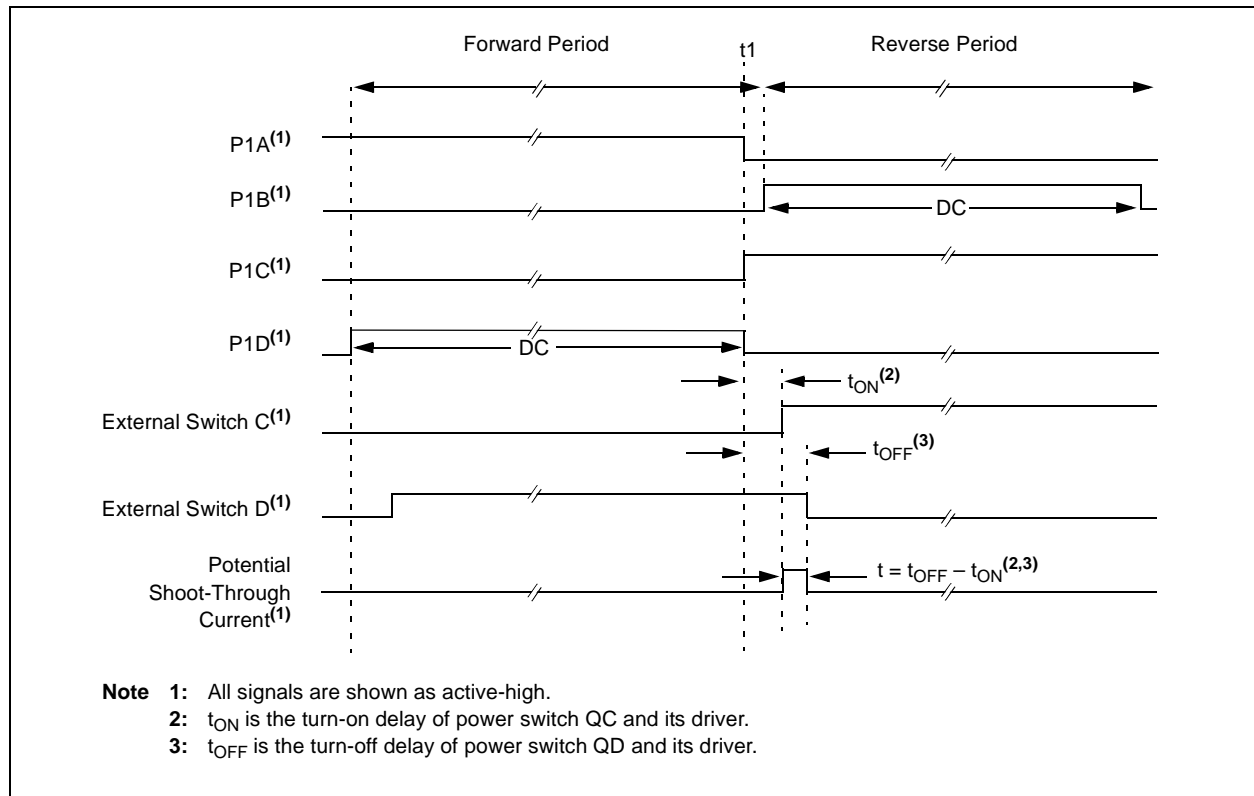 Forward Period
t1
Reverse Period
P1A(1)
P1B(1)
DC
P1C(1)
P1D(1)
DC
tON(2)
External Switch C(1)
tOFF(3)
External Switch D(1)
Potential
Shoot-Through
Current(1)
t = tOFF – tON(2,3)
Note 1: All signals are shown as active-high.
2: tON is the turn-on delay of power switch QC and its driver.
3: tOFF is the turn-off delay of power switch QD and its driver.